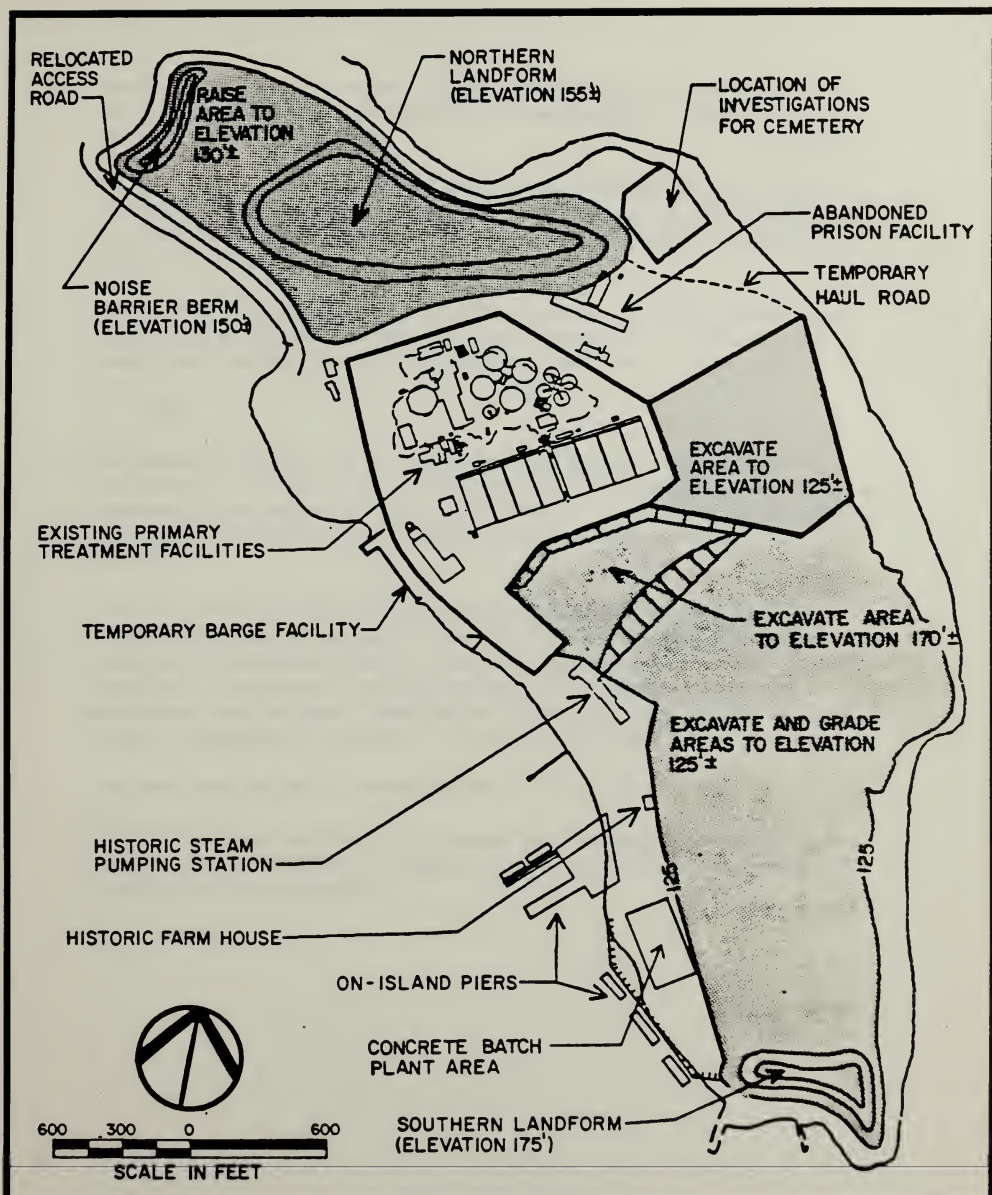 RELOCATED
ACCESS
ROAD
NORTHERN
LANDFORM
(ELEVATION 155'±)
RAISE
AREA TO
ELEVATION
130'±
LOCATION OF
INVESTIGATIONS
FOR CEMETERY
ABANDONED
PRISON FACILITY
TEMPORARY
HAUL ROAD
NOISE
BARRIER BERM
(ELEVATION 150'±)
EXCAVATE
AREA TO
ELEVATION 125'±
EXISTING PRIMARY
TREATMENT FACILITIES
TEMPORARY BARGE FACILITY
EXCAVATE AREA
TO ELEVATION 170'±
EXCAVATE AND GRADE
AREAS TO ELEVATION
125'±
HISTORIC STEAM
PUMPING STATION
125
125
HISTORIC FARM HOUSE
ON-ISLAND PIERS
CONCRETE BATCH
PLANT AREA
SOUTHERN LANDFORM
(ELEVATION 175')
600 300 0 600
SCALE IN FEET